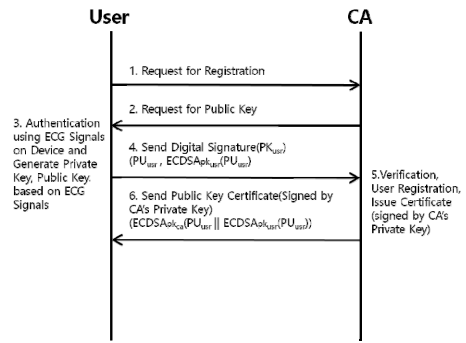 User
CA
1. Request for Registration
2. Request for Public Key
3. Authentication
using ECG Signals
on Device and
Generate Private
Key, Public Key.
based on ECG
Signals
4. Send Digital Signature(PKusr)
(PUusr , ECDSApkusr(PUusr)
5.Verification,
User Registration,
Issue Certificate
(signed by CA's
Private Key)
6. Send Public Key Certificate(Signed by
CA's Private Key)
(ECDSApkca(PUusr || ECDSApkusr(PUusr))